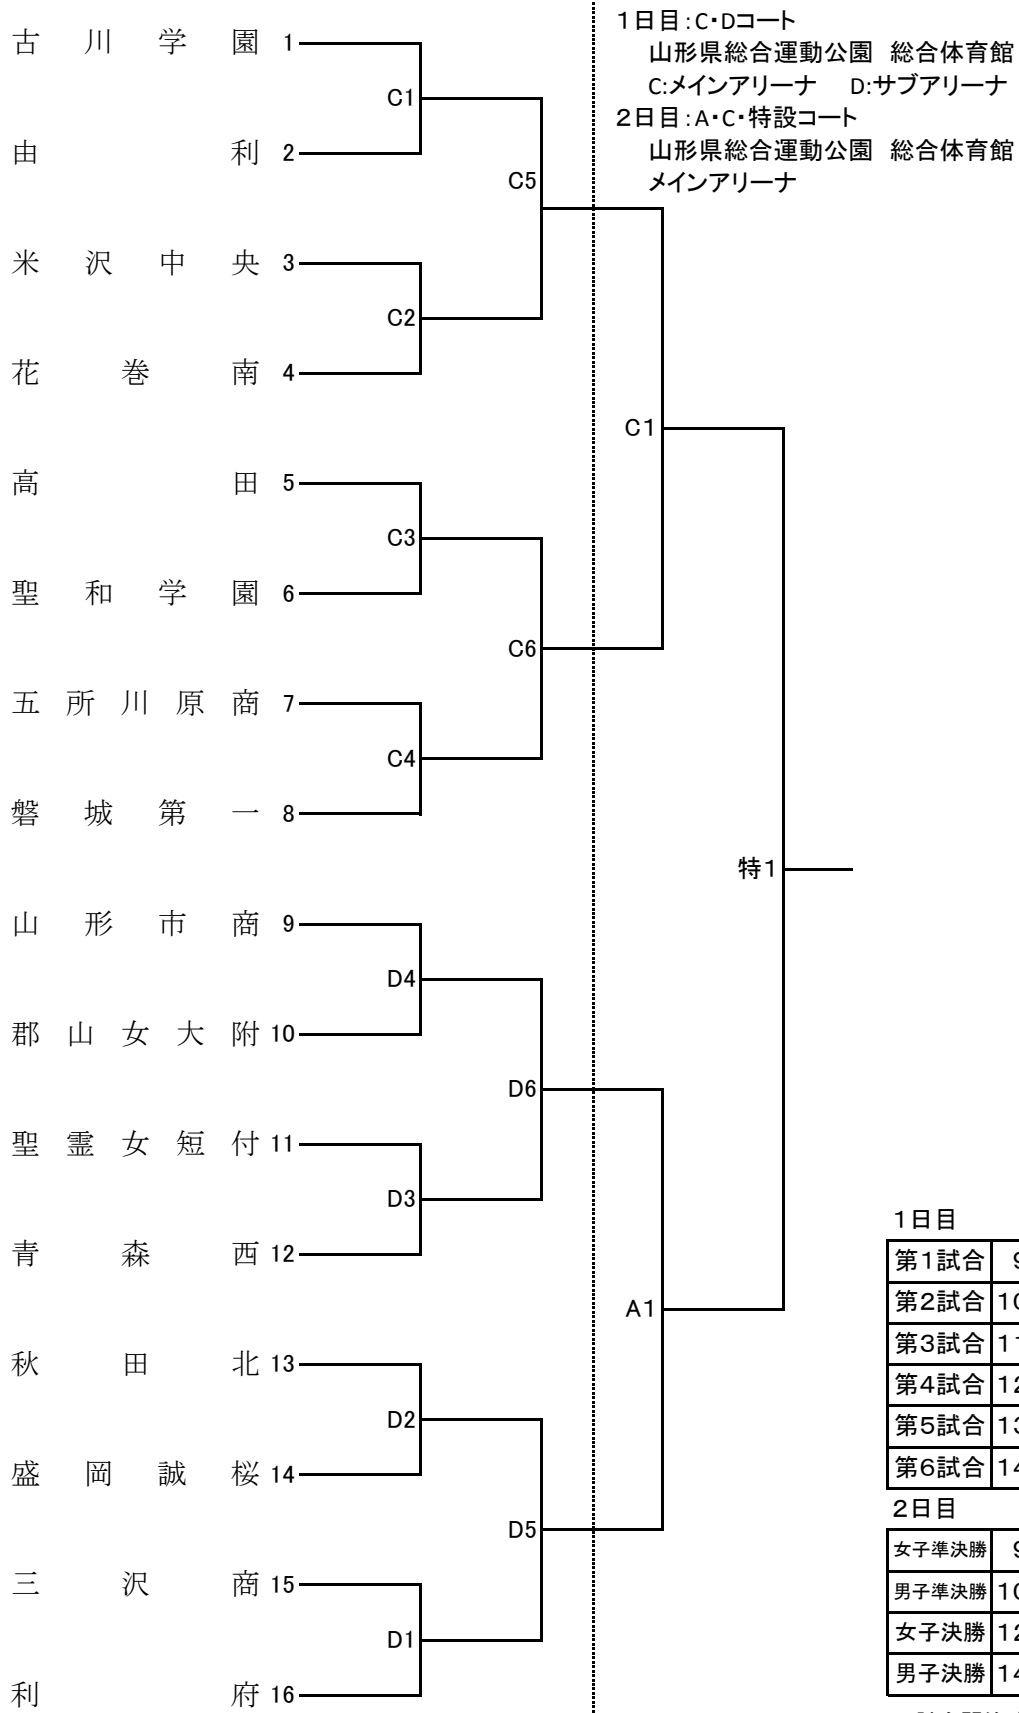 1日目:C・Dコート
山形県総合運動公園 総合体育館
C:メインアリーナ D:サブアリーナ
2日目:A・C・特設コート
山形県総合運動公園 総合体育館
メインアリーナ
古川学園 1
C1
由利 2
C5
米沢中央 3
C2
花巻南 4
C1
高田 5
C3
聖和学園 6
C6
五所川原商 7
C4
磐城第一 8
特1
山形市商 9
D4
郡山女大附 10
D6
聖霊女短付 11
D3
青森西 12
A1
秋田北 13
D2
盛岡誠桜 14
D5
三沢商 15
D1
利府 16
1日目
第1試合 9
第2試合 10
第3試合 11
第4試合 12
第5試合 13
第6試合 14
2日目
女子準決勝 9
男子準決勝 10
女子決勝 12
男子決勝 14